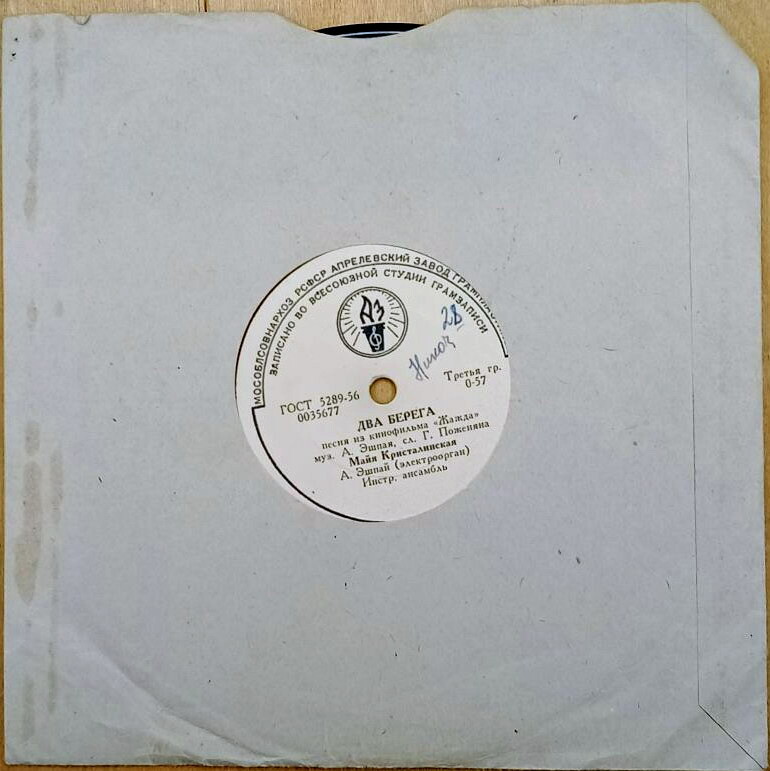 МОСОБЛСОВНАРХОЗ РСФСР АПРЕЛЕВСКИЙ ЗАВОД
ЗАПИСАНО ВО ВСЕСОЮЗНОЙ СТУДИИ ГРАМЗАПИСИ
АЗ
28
ГОСТ 5289-56
0035677
Третья гр.
0-57
ДВА БЕРЕГА
песня из кинофильма «Жажда»
муз. А. Эшпая, сл. Г. Поженяна
Майя Кристалинская
А. Эшпай (электроорган)
Инстр. ансамбль